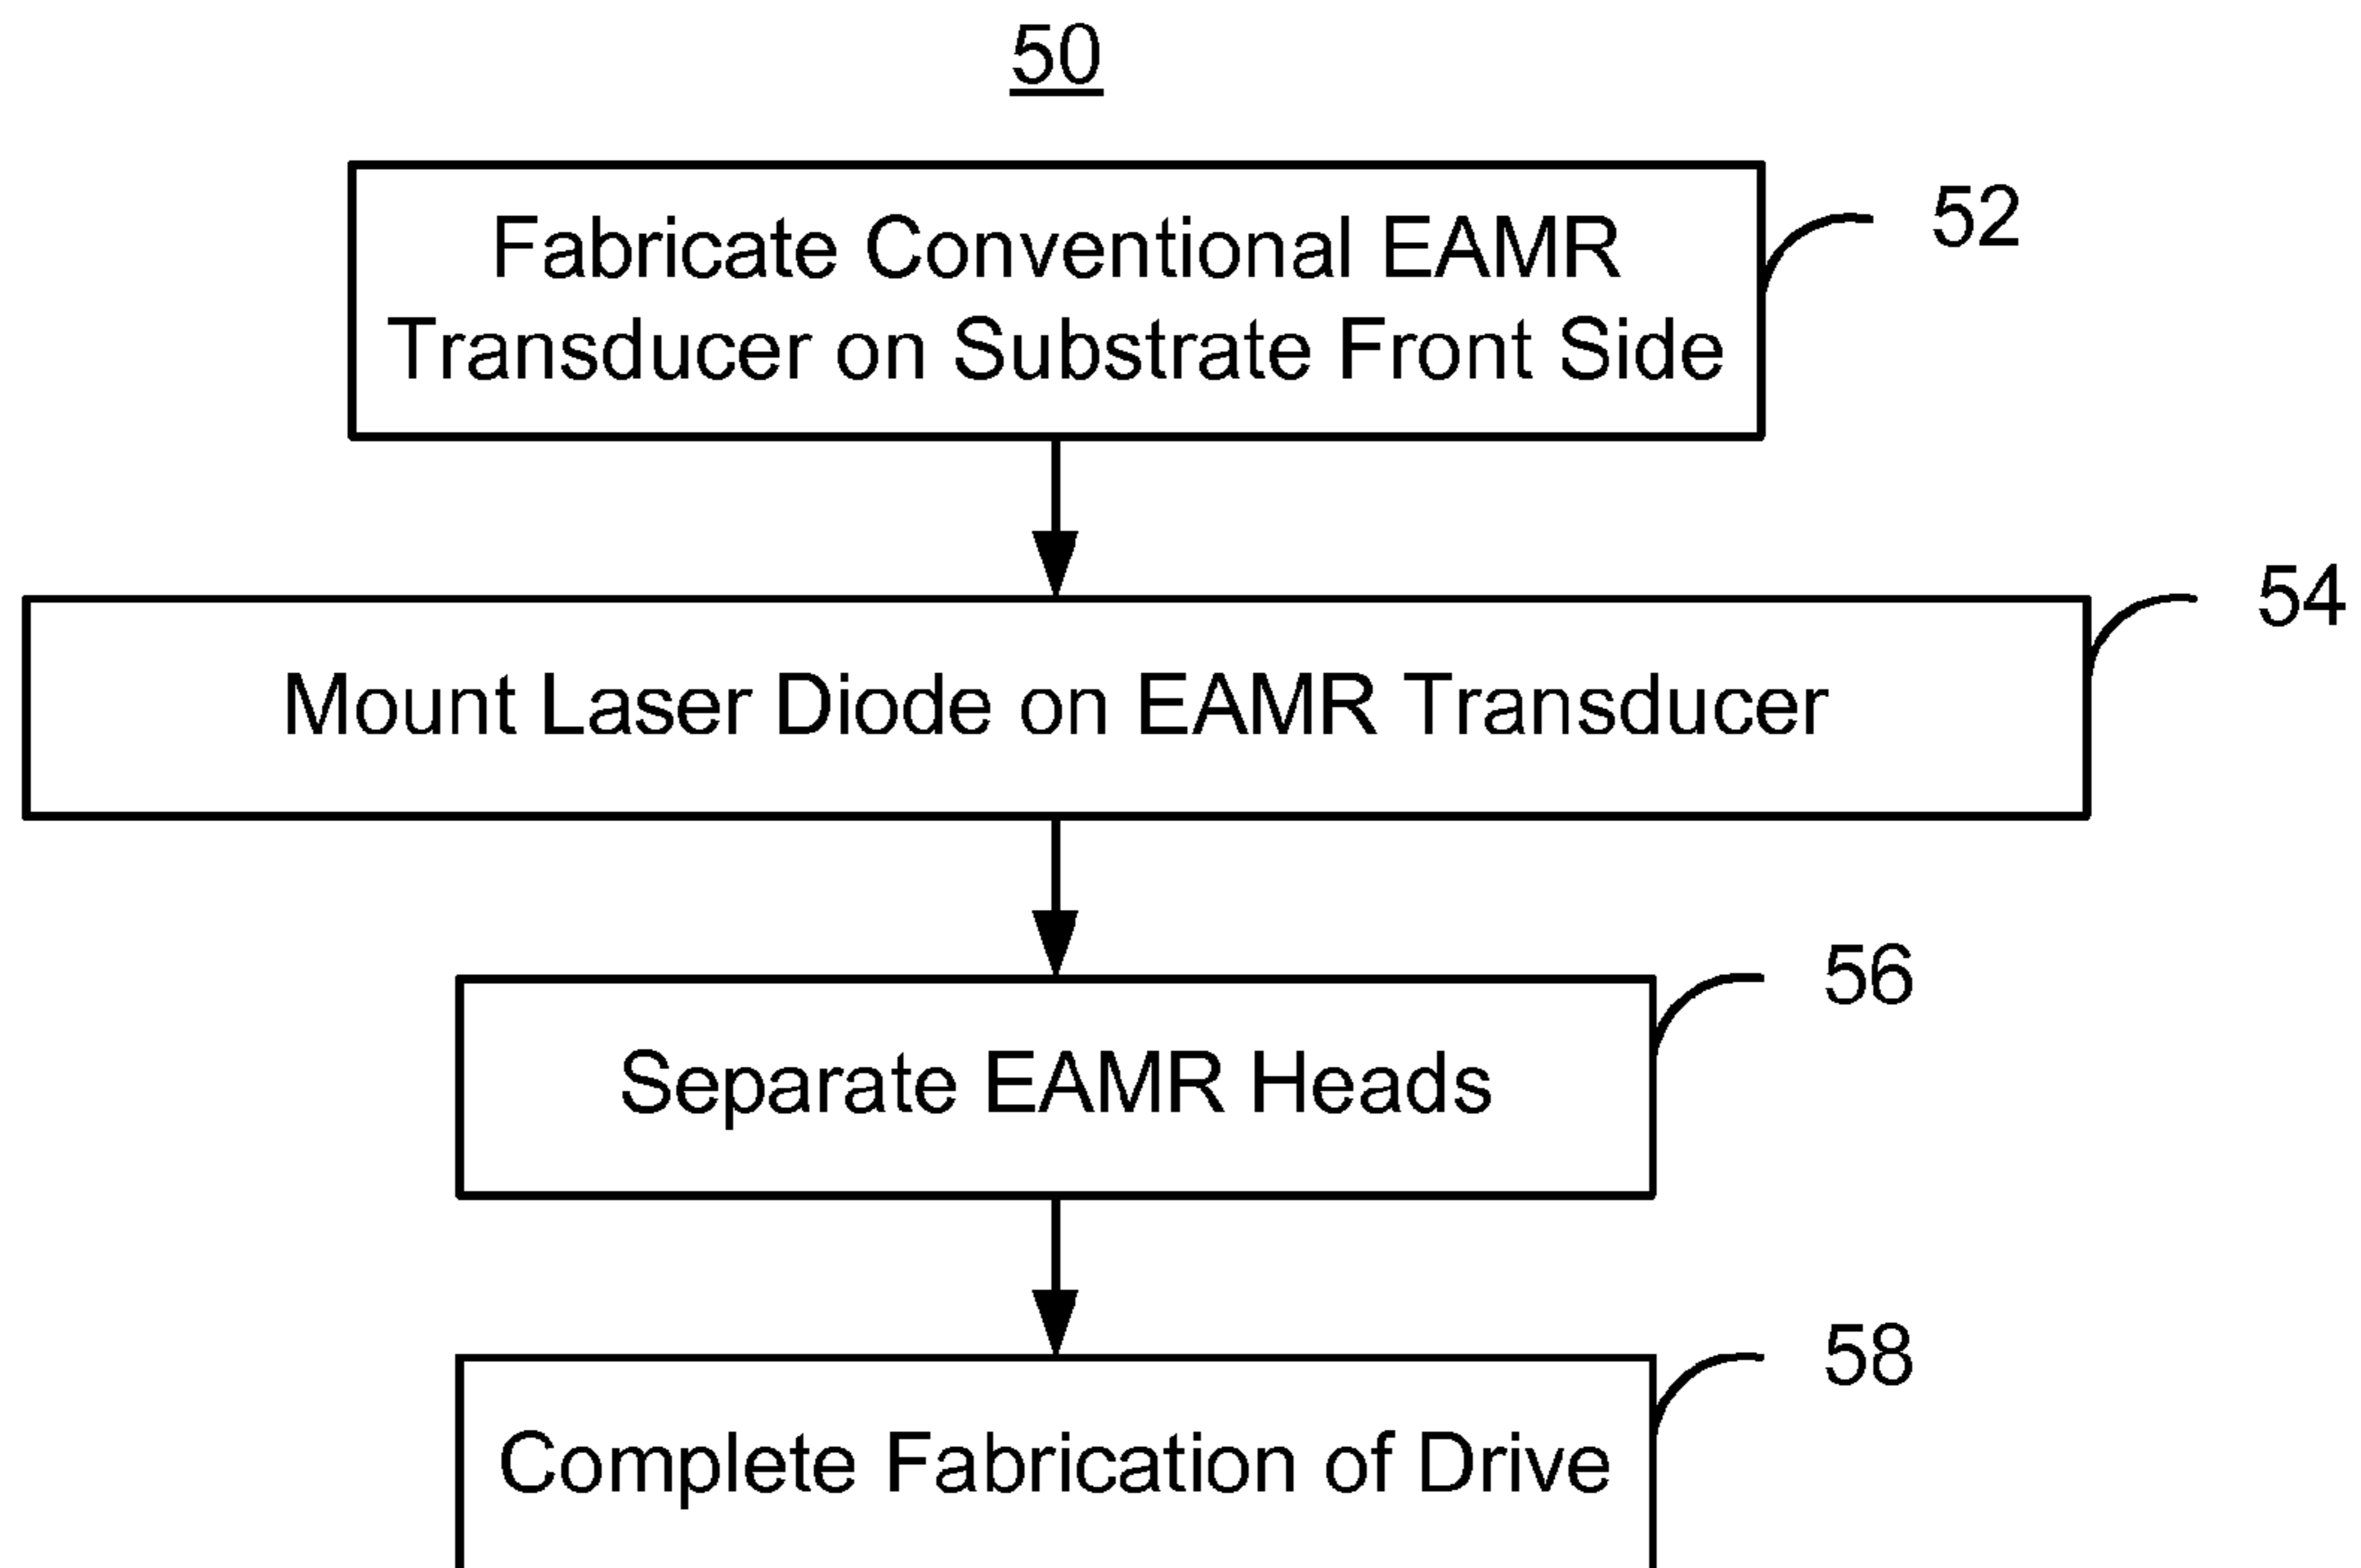 50
Fabricate Conventional EAMR
Transducer on Substrate Front Side
52
Mount Laser Diode on EAMR Transducer
54
Separate EAMR Heads
56
Complete Fabrication of Drive
58